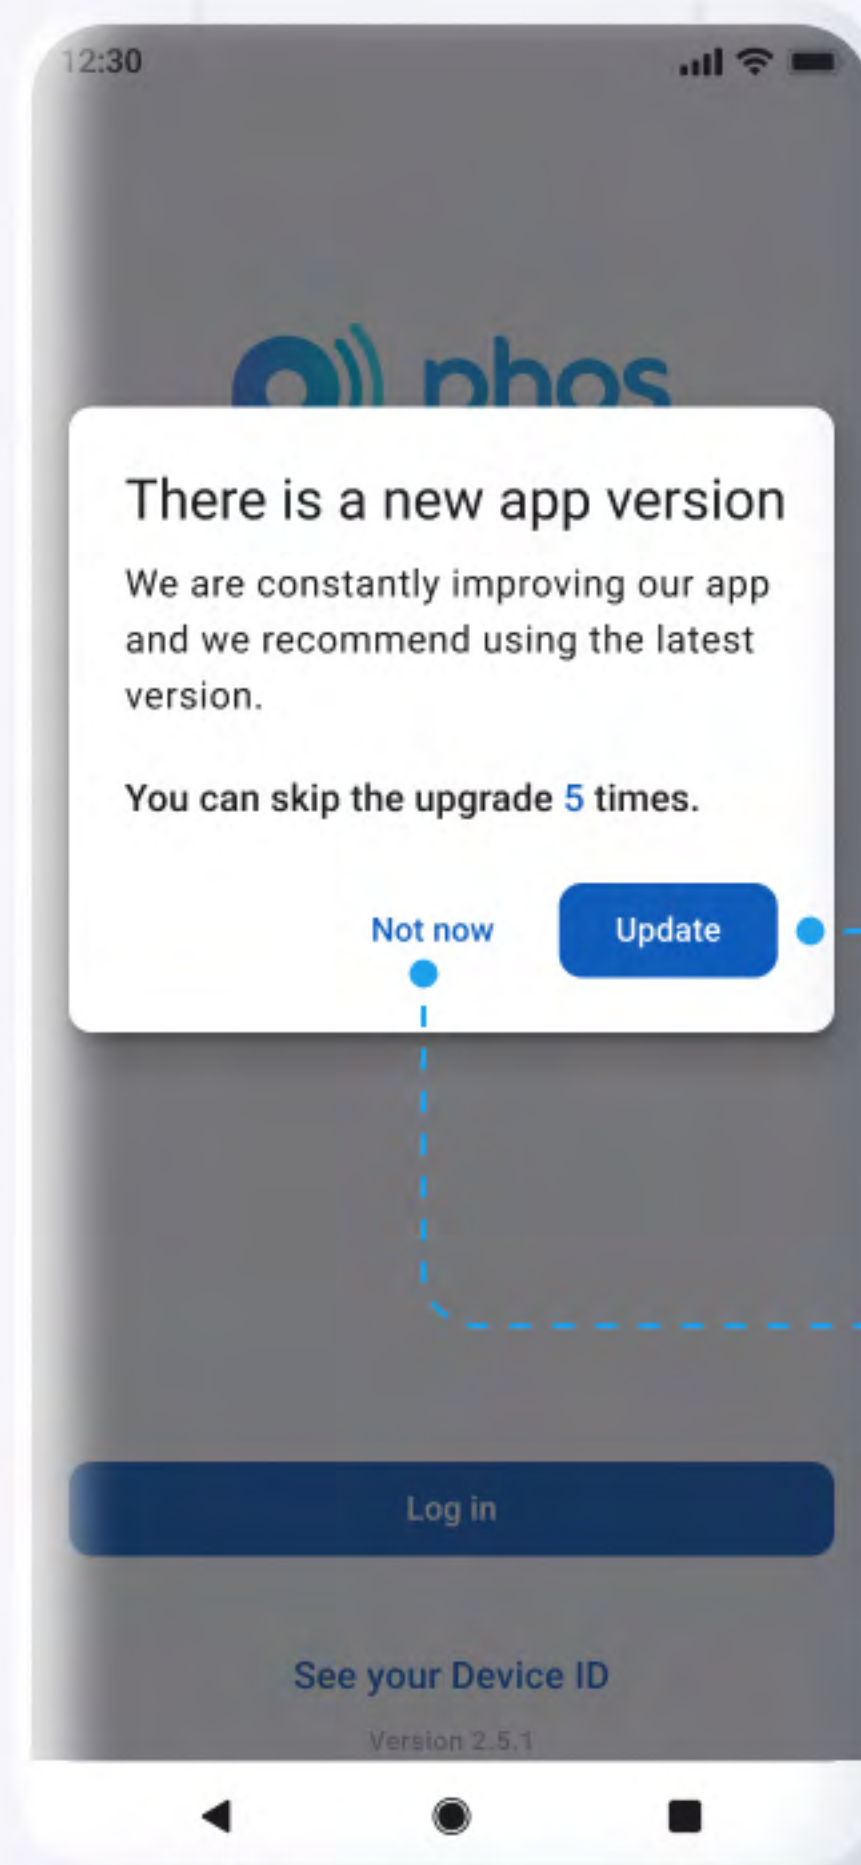 12:30
phos
There is a new app version
We are constantly improving our app
and we recommend using the latest
version.
You can skip the upgrade 5 times.
Not now
Update
Log in
See your Device ID
Version 2.5.1